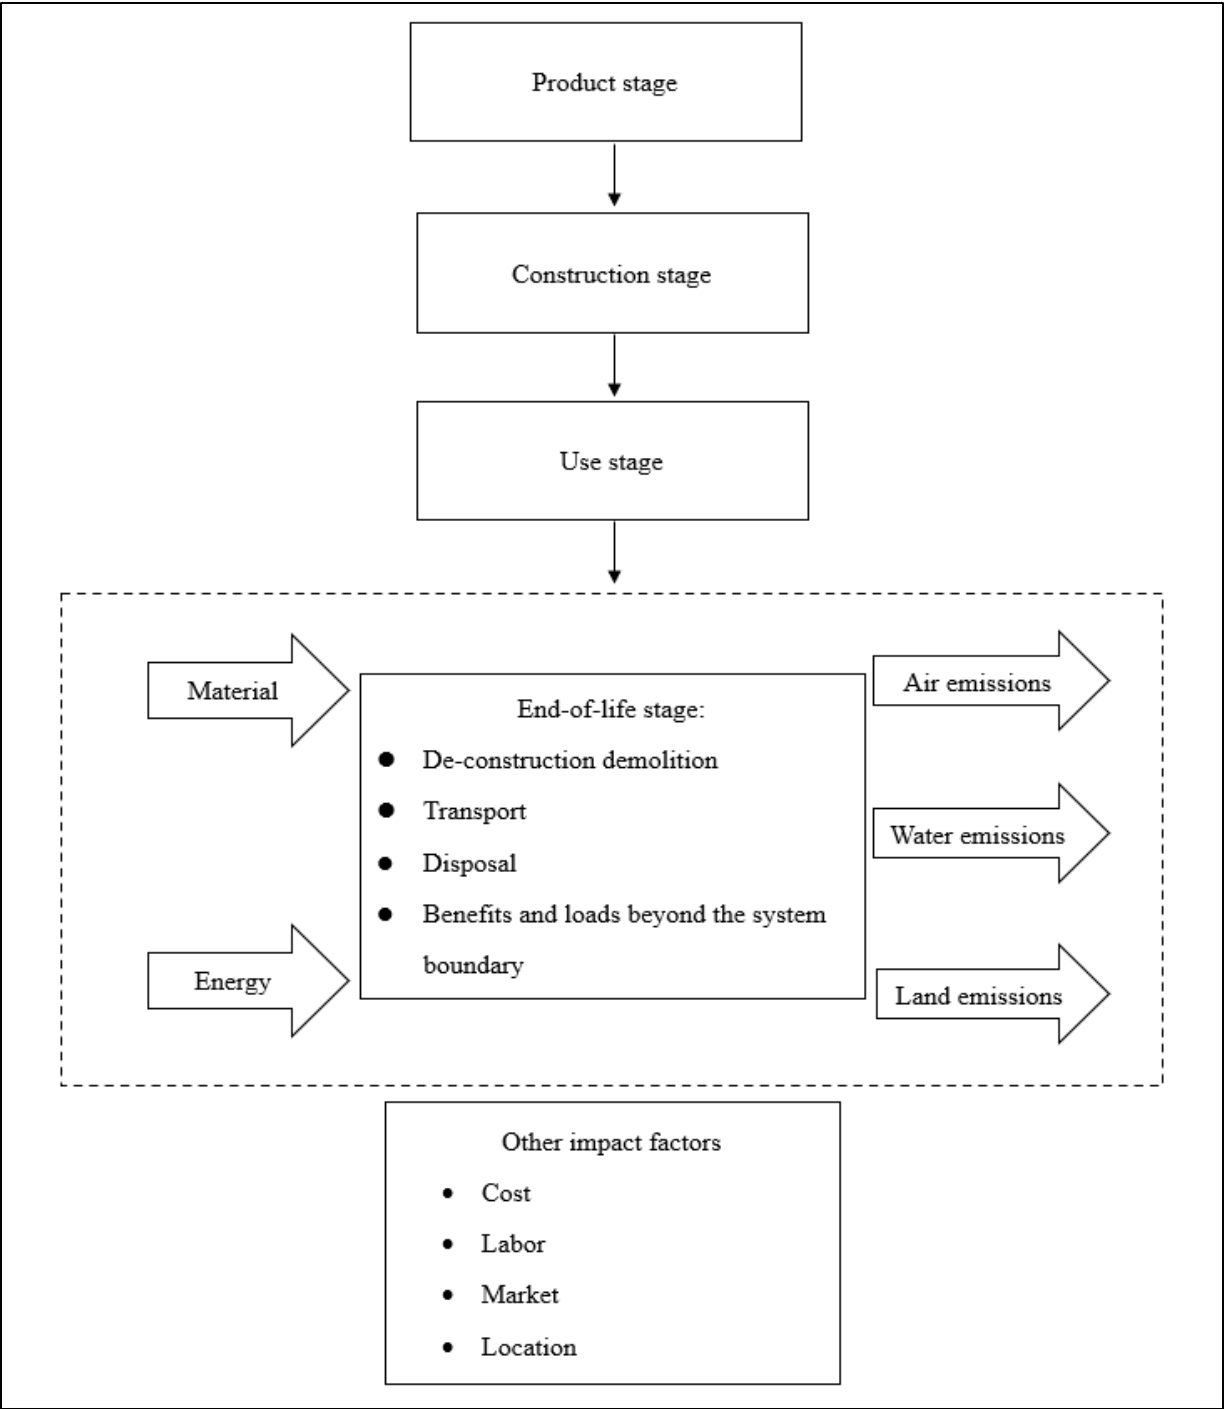 Product stage
Construction stage
Use stage
Material
Energy
End-of-life stage:
● De-construction demolition
● Transport
● Disposal
● Benefits and loads beyond the system
boundary
Air emissions
Water emissions
Land emissions
Other impact factors
• Cost
• Labor
• Market
• Location